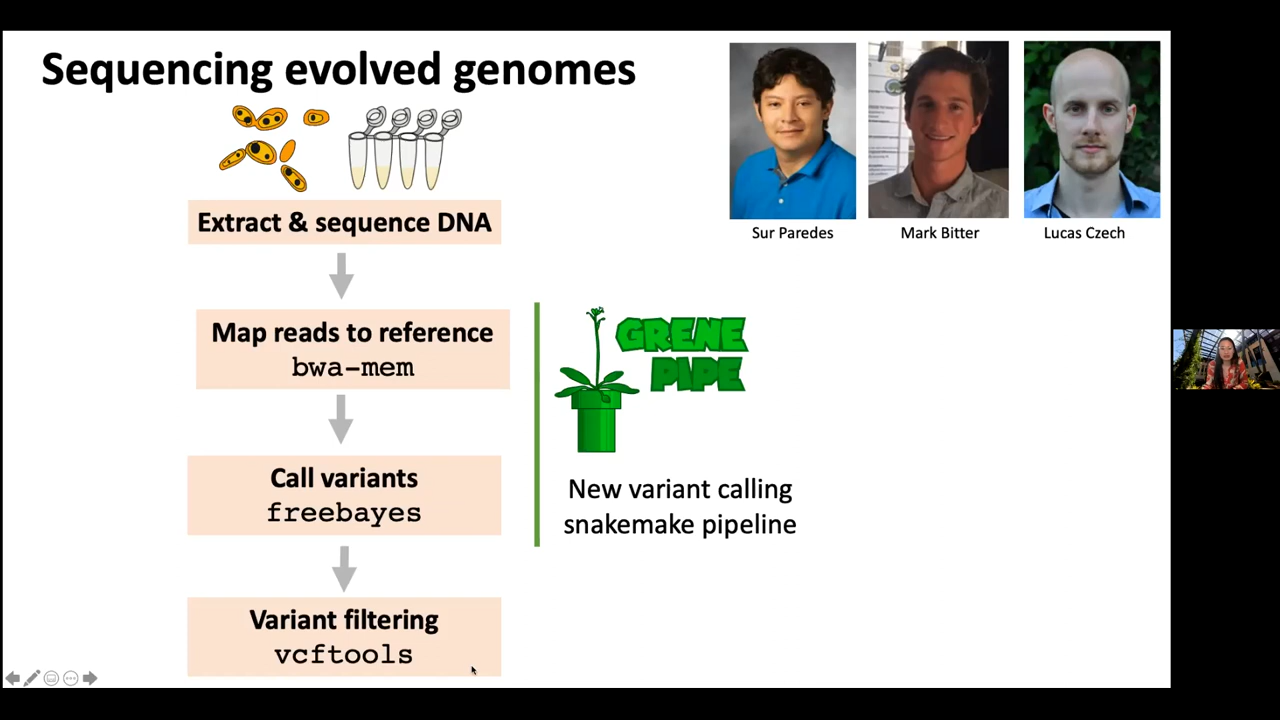 Sequencing evolved genomes
Sur Paredes
Mark Bitter
Lucas Czech
Extract & sequence DNA
Map reads to reference
bwa-mem
GRENE
PIPE
Call variants
freebayes
New variant calling
snakemake pipeline
Variant filtering
vcftools